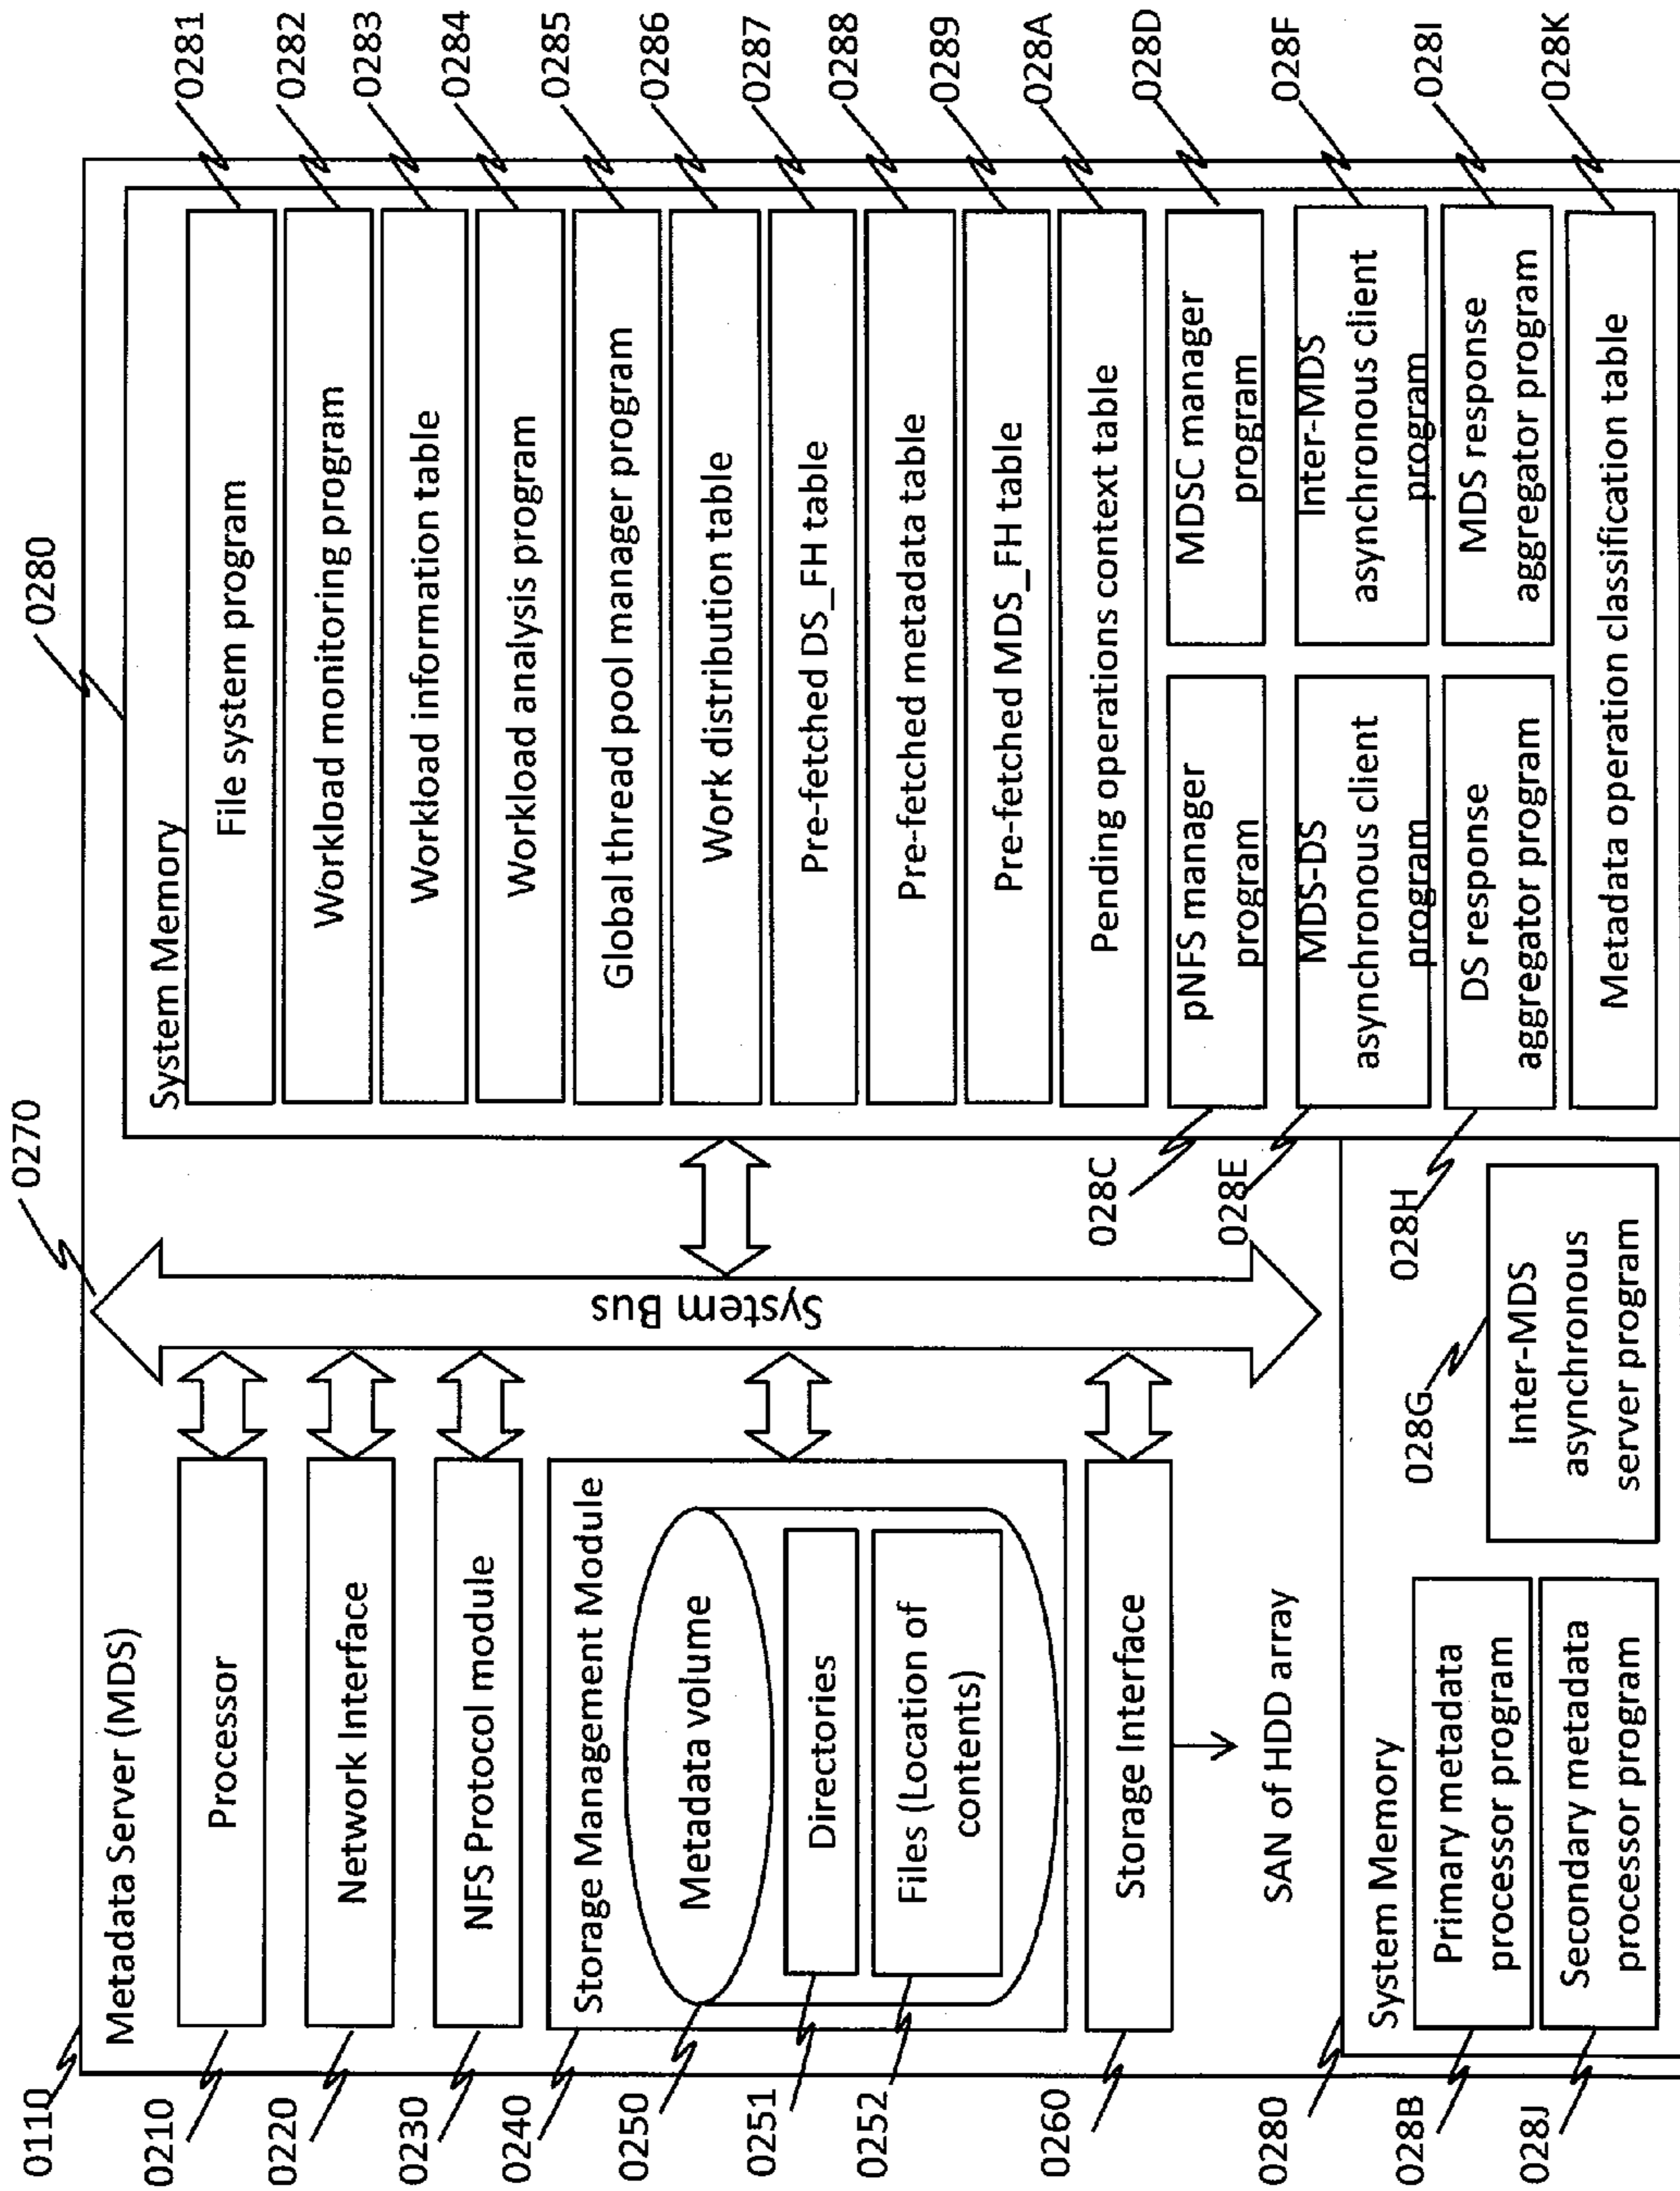 0110
Metadata Server (MDS)
0210
Processor
0220
Network Interface
0230
NFS Protocol module
0240
Storage Management Module
0250
Metadata volume
0251
Directories
0252
Files (Location of
contents)
0260
Storage Interface
SAN of HDD array
0270
System Bus
0280
System Memory
File system program
0281
Workload monitoring program
0282
Workload information table
0283
Workload analysis program
0284
Global thread pool manager program
0285
Work distribution table
0286
Pre-fetched DS_FH table
0287
Pre-fetched metadata table
0288
Pre-fetched MDS_FH table
0289
Pending operations context table
028A
028C
pNFS manager
program
MDSC manager
program
028D
028E
MDS-DS
asynchronous client
program
Inter-MDS
asynchronous client
program
028F
028H
DS response
aggregator program
MDS response
aggregator program
028I
Metadata operation classification table
028K
0280
System Memory
028B
Primary metadata
processor program
028J
Secondary metadata
processor program
028G
Inter-MDS
asynchronous
server program